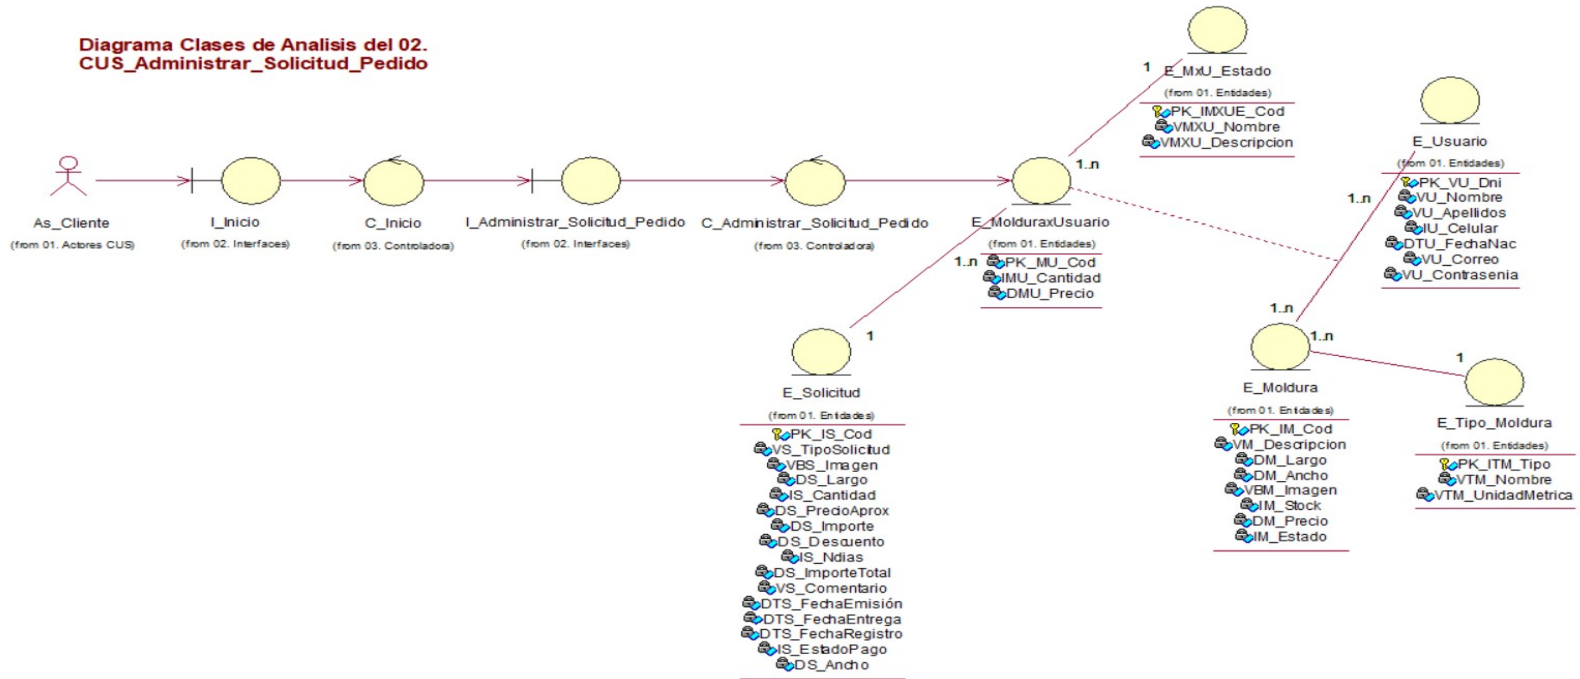 Diagrama Clases de Analisis del 02.
CUS_Administrar_Solicitud_Pedido
As_Cliente
(from 01. Actores CUS)
I_Inicio
(from 02. Interfaces)
C_Inicio
(from 03. Controladora)
I_Administrar_Solicitud_Pedido
(from 02. Interfaces)
C_Administrar_Solicitud_Pedido
(from 03. Controladora)
E_MolduraxUsuario
(from 01. Entidades)
PK_MU_Cod
IMU_Cantidad
DMU_Precio
1
1..n
E_MxU_Estado
(from 01. Entidades)
PK_IMXUE_Cod
VMXU_Nombre
VMXU_Descripcion
E_Usuario
(from 01. Entidades)
PK_VU_Dni
VU_Nombre
VU_Apellidos
IU_Celular
DTU_FechaNac
VU_Correo
VU_Contrasenia
1..n
1..n
1..n
1
1..n
1
E_Solicitud
(from 01. Entidades)
PK_IS_Cod
VS_TipoSolicitud
VBS_Imagen
DS_Largo
IS_Cantidad
DS_PrecioAprox
DS_Importe
DS_Descuento
IS_Ndias
DS_ImporteTotal
VS_Comentario
DTS_FechaEmisión
DTS_FechaEntrega
DTS_FechaRegistro
IS_EstadoPago
DS_Ancho
E_Moldura
(from 01. Entidades)
PK_IM_Cod
VM_Descripcion
DM_Largo
DM_Ancho
VBM_Imagen
IM_Stock
DM_Precio
IM_Estado
E_Tipo_Moldura
(from 01. Entidades)
PK_ITM_Tipo
VTM_Nombre
VTM_UnidadMetrica